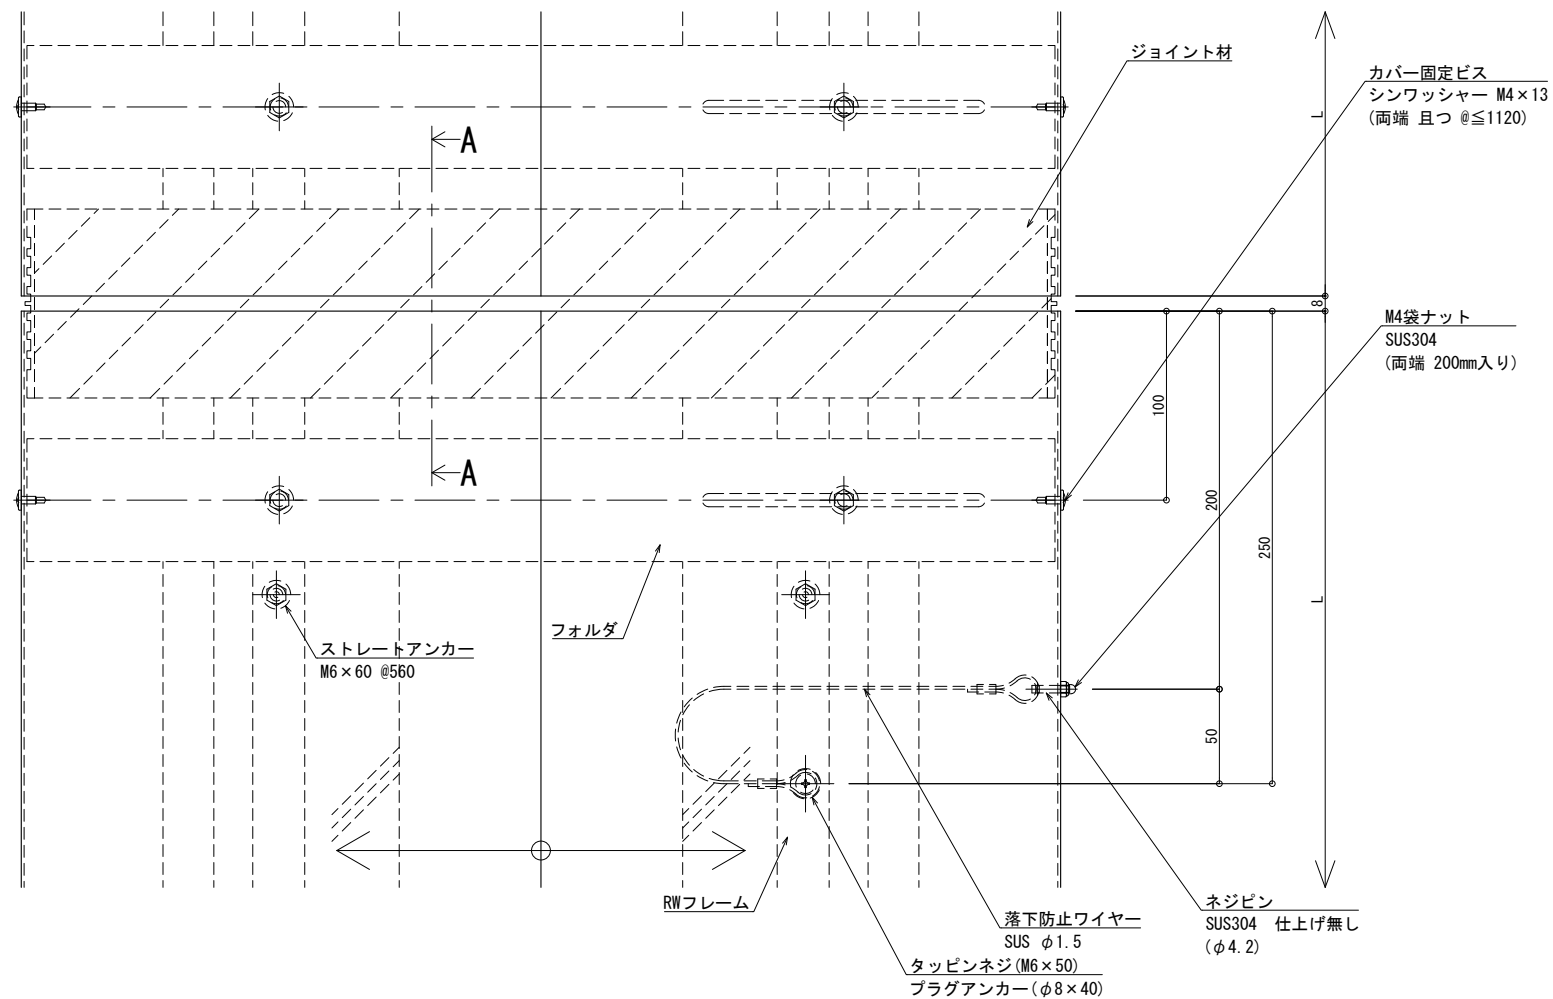 ジョイント材
カバー固定ビス
シンワッシャー M4×13
(両端 且つ @≦1120)
L
A
8
M4袋ナット
SUS304
(両端 200mm入り)
100
A
200
250
L
フォルダ
ストレートアンカー
M6×60 @560
50
RWフレーム
ネジピン
SUS304 仕上げ無し
(φ4.2)
落下防止ワイヤー
SUS φ1.5
タッピンネジ(M6×50)
プラグアンカー(φ8×40)